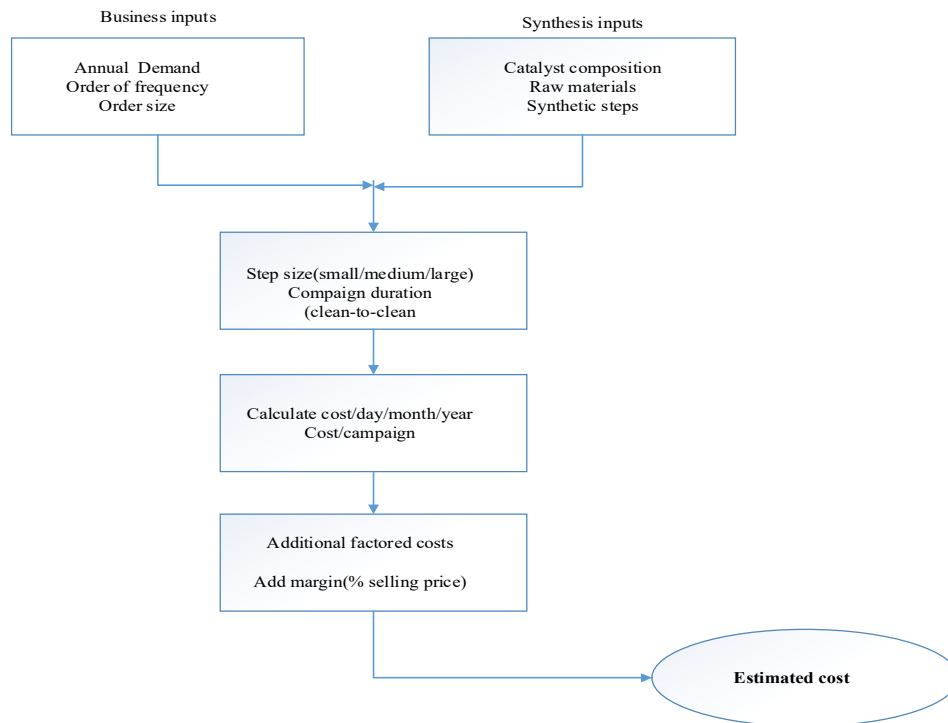 Business inputs
Synthesis inputs
Annual Demand
Order of frequency
Order size
Catalyst composition
Raw materials
Synthetic steps
Step size(small/medium/large)
Compaign duration
(clean-to-clean
Calculate cost/day/month/year
Cost/campaign
Additional factored costs
Add margin(% selling price)
Estimated cost